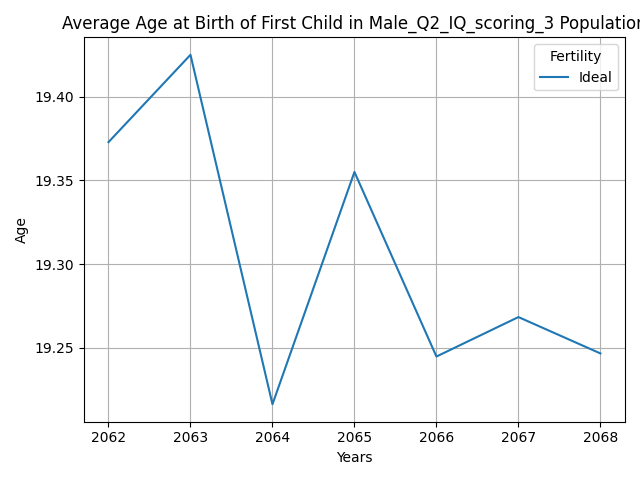 Average Age at Birth of First Child in Male_Q2_IQ_scoring_3 Population
Fertility
Ideal
19.40
19.35
19.30
19.25
Age
2062 2063 2064 2065 2066 2067 2068
Years